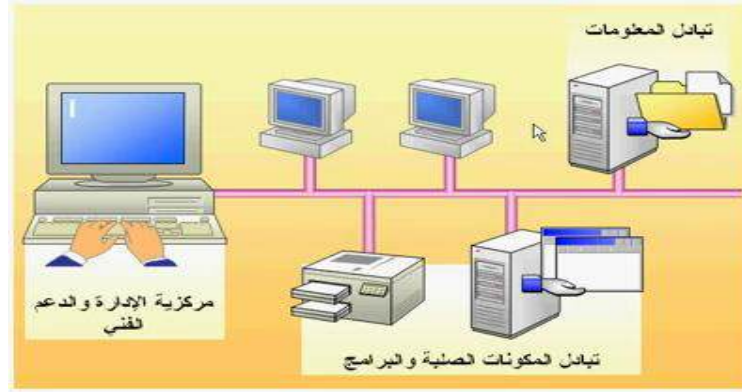 تبادل المعلومات
مركزية الإدارة والدعم
الفني
تبادل المكونات الصلبة والبرامج